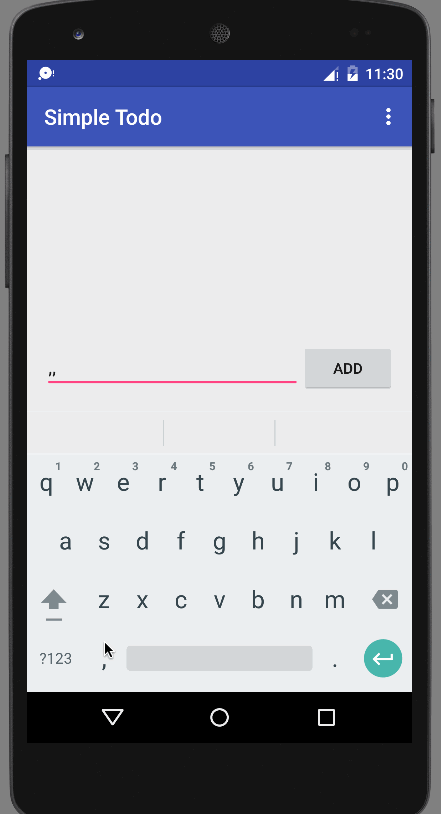 11:30
Simple Todo
,,
ADD
1 2 3 4 5 6 7 8 9 0
q w e r t y u i o p
a s d f g h j k l
z x c v b n m
?123 , .